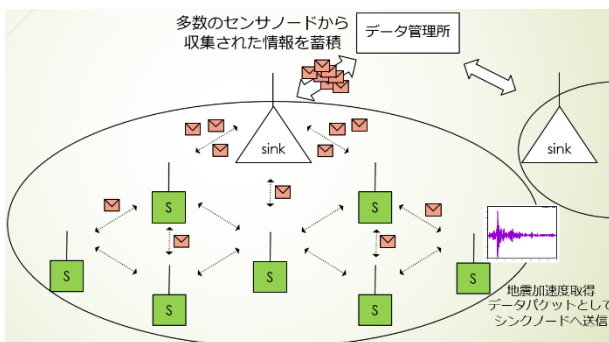 多数のセンサノードから
収集された情報を蓄積
データ管理所
sink
sink
S
S
S
S
S
S
S
地震加速度取得
データパケットとして
シンクノードへ送信